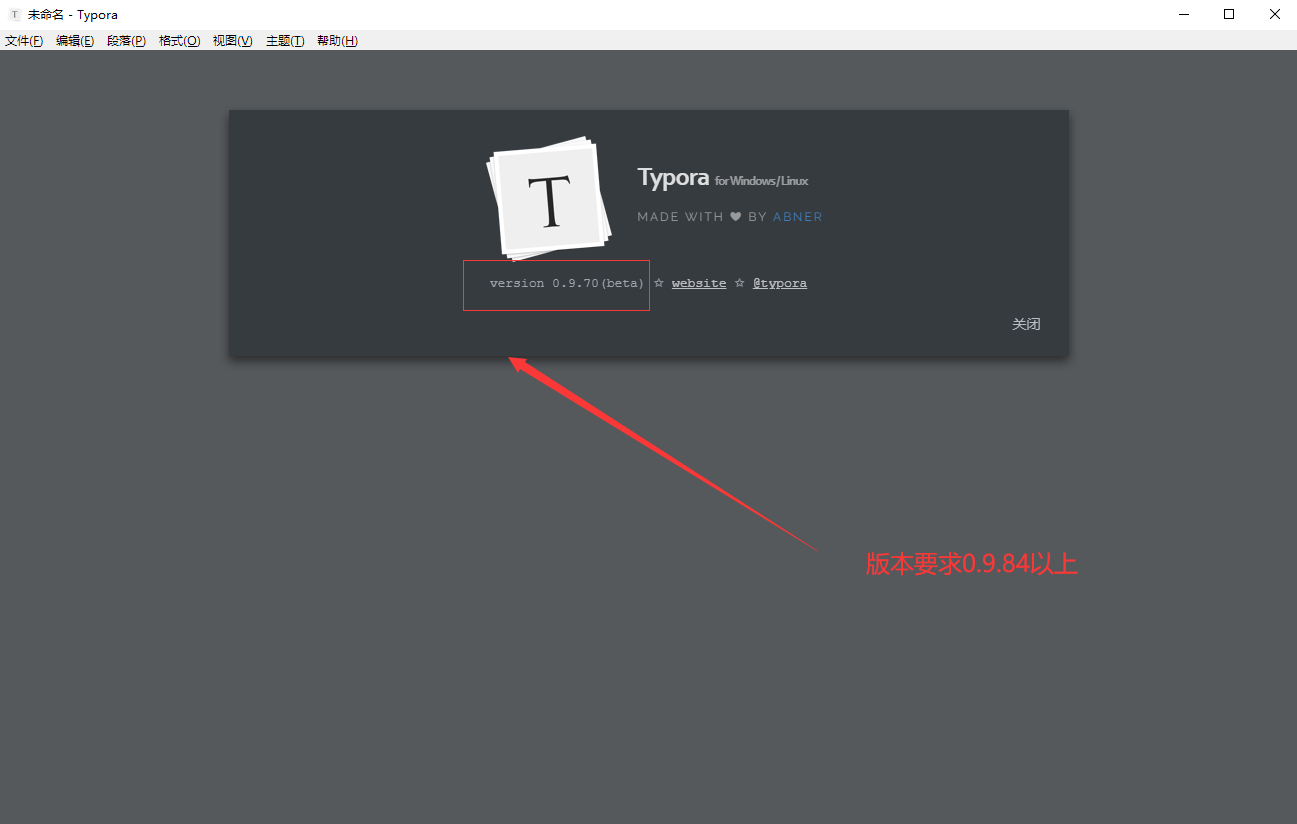 未命名 - Typora
文件(F) 编辑(E) 段落(P) 格式(O) 视图(V) 主题(T) 帮助(H)
T
Typora for Windows/Linux
MADE WITH ❤ BY ABNER
version 0.9.70(beta) ☆ website ☆ @typora
关闭
版本要求0.9.84以上